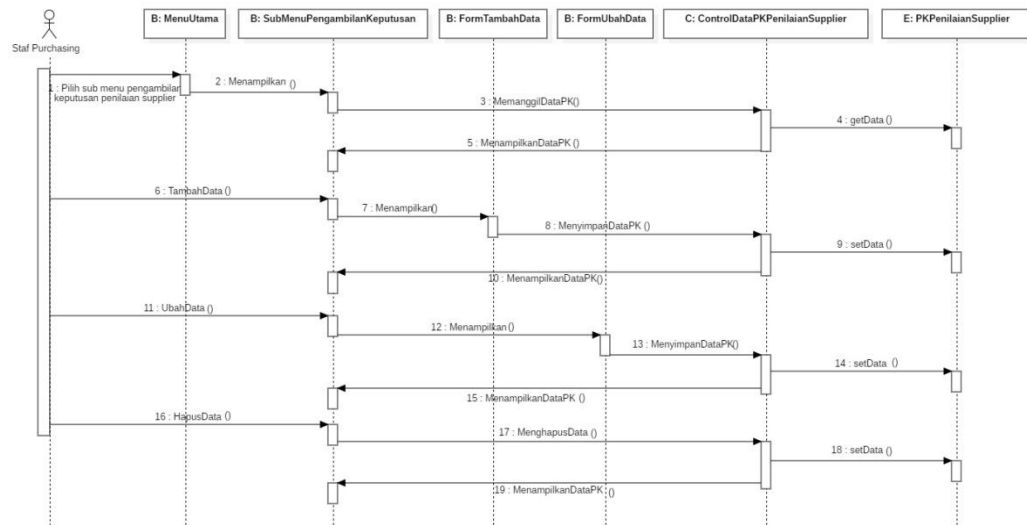 B: MenuUtama
B: SubMenuPengambilanKeputusan
B: FormTambahData
B: FormUbahData
C: ControlDataPKPenilaianSupplier
E: PKPenilaianSupplier
Staf Purchasing
1 : Pilih sub menu pengambilan
keputusan penilaian supplier
2 : Menampilkan ()
3 : MemanggilDataPK()
4 : getData ()
5 : MenampilkanDataPK ()
6 : TambahData ()
7 : Menampilkan()
8 : MenyimpanDataPK ()
9 : setData ()
10 : MenampilkanDataPK()
11 : UbahData ()
12 : Menampilkan ()
13 : MenyimpanDataPK()
14 : setData ()
15 : MenampilkanDataPK ()
16 : HapusData ()
17 : MenghapusData ()
18 : setData ()
19 : MenampilkanDataPK ()